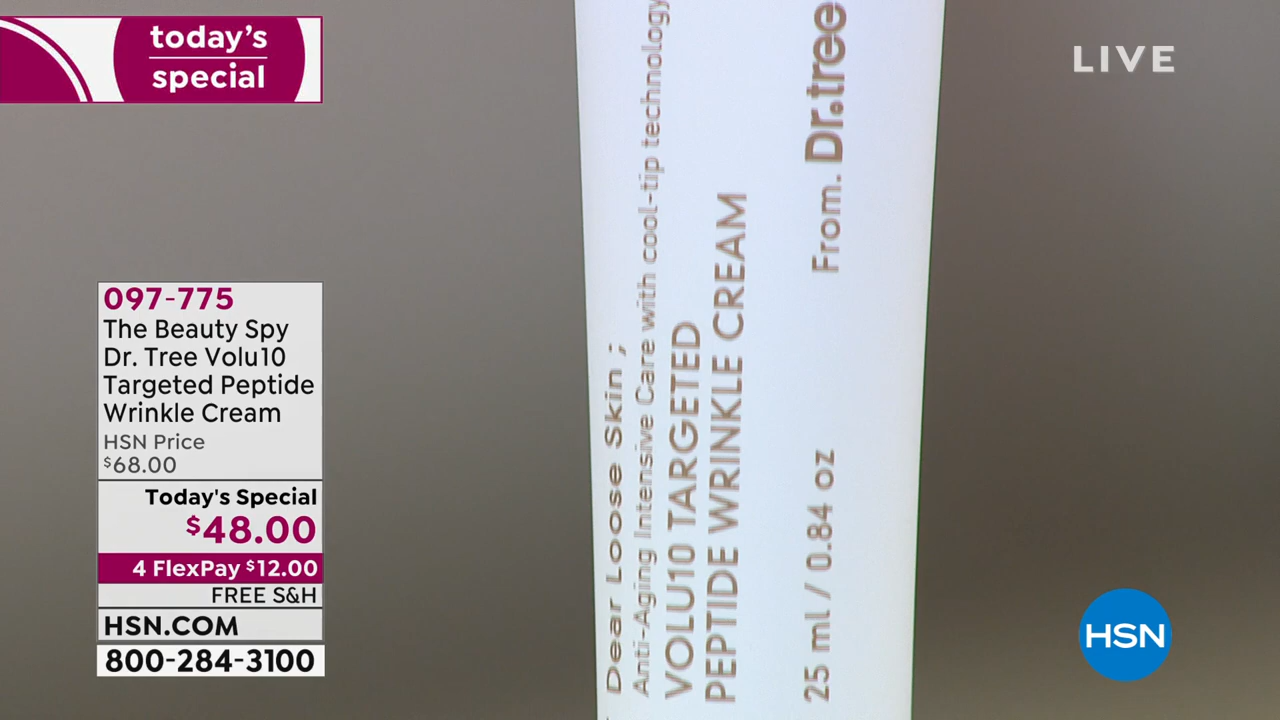 today's
special
LIVE
097-775
The Beauty Spy
Dr. Tree Volu10
Targeted Peptide
Wrinkle Cream
HSN Price
$68.00
Today's Special
$48.00
4 FlexPay $12.00
FREE S&H
HSN.COM
800-284-3100
Dear Loose Skin ;
Anti-Aging Intensive Care with cool-tip technology
VOLU10 TARGETED
PEPTIDE WRINKLE CREAM
25 ml / 0.84 oz
From. Dr.tree
HSN